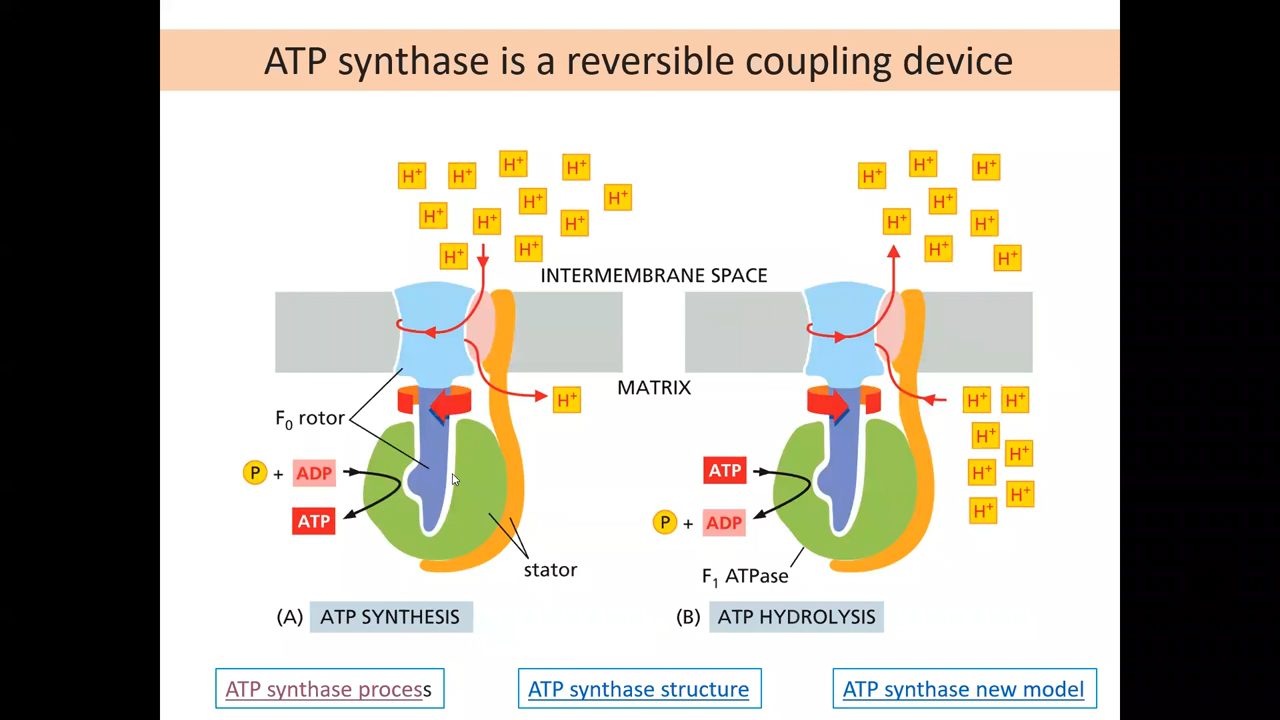 ATP synthase is a reversible coupling device
H⁺ H⁺ H⁺ H⁺ H⁺
H⁺ H⁺ H⁺ H⁺
H⁺ H⁺
H⁺ H⁺ H⁺
H⁺ H⁺ H⁺
H⁺ H⁺
INTERMEMBRANE SPACE
MATRIX
H⁺
F₀ rotor
P + ADP
ATP
stator
(A) ATP SYNTHESIS
H⁺ H⁺
H⁺ H⁺
H⁺ H⁺
H⁺
ATP
P + ADP
F₁ ATPase
(B) ATP HYDROLYSIS
ATP synthase process
ATP synthase structure
ATP synthase new model